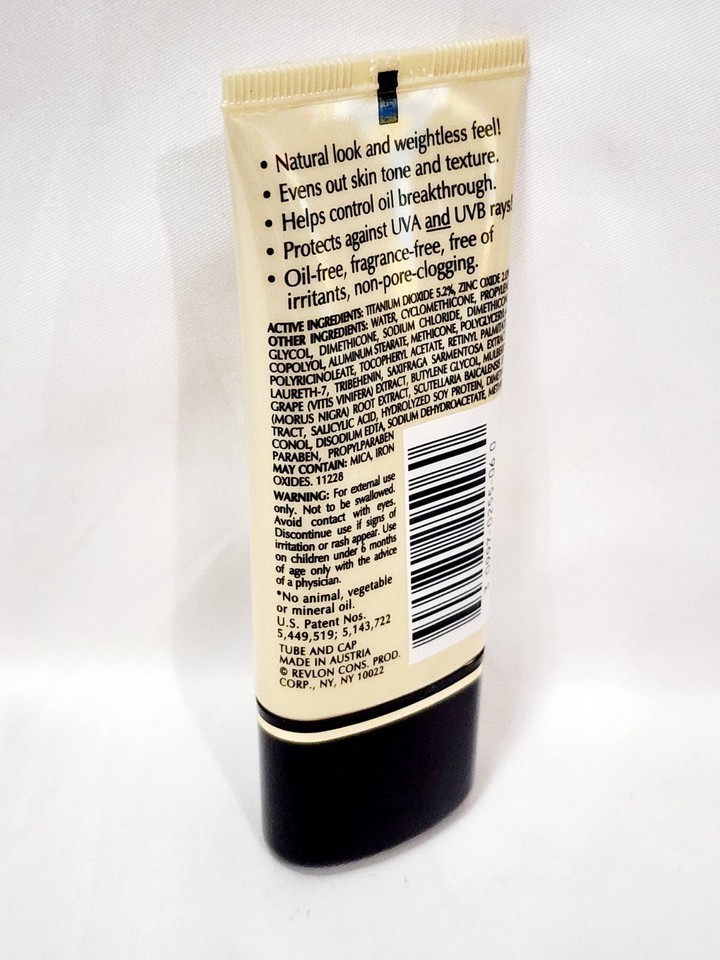 • Natural look and weightless feel!
• Evens out skin tone and texture.
• Helps control oil breakthrough.
• Protects against UVA and UVB rays!
• Oil-free, fragrance-free, free of
irritants, non-pore-clogging.
ACTIVE INGREDIENTS: TITANIUM DIOXIDE 5.2%, ZINC OXIDE
OTHER INGREDIENTS: WATER, CYCLOMETHICONE, PROPYLEN
GLYCOL, DIMETHICONE, SODIUM CHLORIDE, DIMETHICON
COPOLYOL, ALUMINUM STEARATE, METHICONE, POLYGLYCERYL
POLYRICINOLEATE, TOCOPHERYL ACETATE, RETINYL PALMITA
LAURETH-7, TRIBEHENIN, SAXIFRAGA SARMENTOSA EXTRA
GRAPE (VITIS VINIFERA) EXTRACT, BUTYLENE GLYCOL, MULBER
(MORUS NIGRA) ROOT EXTRACT, SCUTELLARIA BAICALENSIS
TRACT, SALICYLIC ACID, HYDROLYZED SOY PROTEIN, DIME
CONOL, DISODIUM EDTA, SODIUM DEHYDROACETATE, METH
PARABEN, PROPYLPARABEN
MAY CONTAIN: MICA, IRON
OXIDES. 11228
WARNING: For external use
only. Not to be swallowed.
Avoid contact with eyes.
Discontinue use if signs of
irritation or rash appear. Use
on children under 6 months
of age only with the advice
of a physician.
*No animal, vegetable
or mineral oil.
U.S. Patent Nos.
5,449,519; 5,143,722
TUBE AND CAP
MADE IN AUSTRIA
© REVLON CONS. PROD.
CORP., NY, NY 10022